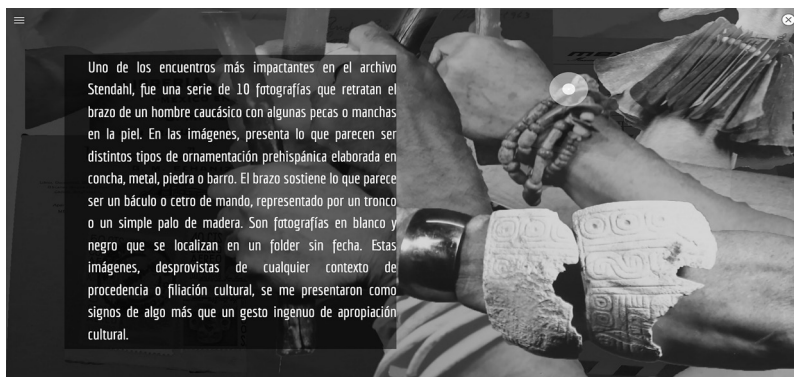 Uno de los encuentros más impactantes en el archivo
Stendahl, fue una serie de 10 fotografías que retratan el
brazo de un hombre caucásico con algunas pecas o manchas
en la piel. En las imágenes, presenta lo que parecen ser
distintos tipos de ornamentación prehispánica elaborada en
concha, metal, piedra o barro. El brazo sostiene lo que parece
ser un báculo o cetro de mando, representado por un tronco
o un simple palo de madera. Son fotografías en blanco y
negro que se localizan en un folder sin fecha. Estas
imágenes, desprovistas de cualquier contexto de
procedencia o filiación cultural, se me presentaron como
signos de algo más que un gesto ingenuo de apropiación
cultural.